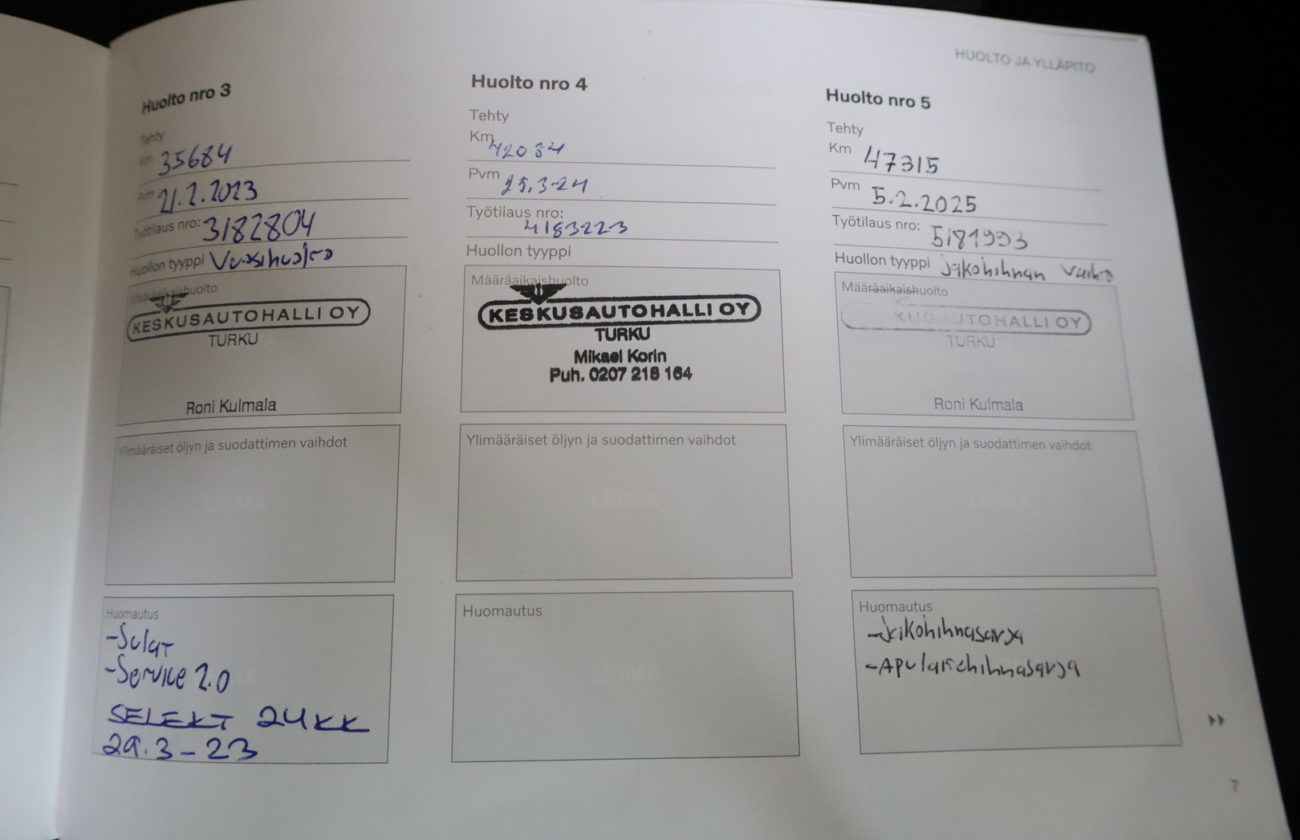 HUOLTO JA YLLÄPITO
Huolto nro 3
Tehty
Km 35684
Pvm 21.2.2023
Työtilaus nro: 3182804
Huollon tyyppi Vuosihuolto
Määräaikaishuolto
KESKUSAUTOHALLI OY
TURKU
Roni Kulmala
Ylimääräiset öljyn ja suodattimen vaihdot
LEIMA
Huomautus
-Sulat
-Service 2.0
SELEKT 24KK
29.3-23
Huolto nro 4
Tehty
Km 42084
Pvm 25.3-24
Työtilaus nro:
4183223
Huollon tyyppi
Määräaikaishuolto
KESKUSAUTOHALLI OY
TURKU
Mikael Korin
Puh. 0207 218 164
Ylimääräiset öljyn ja suodattimen vaihdot
LEIMA
Huomautus
LEIMA
Huolto nro 5
Tehty
Km 47315
Pvm 5.2.2025
Työtilaus nro: 5181993
Huollon tyyppi Jakohihnan vaihto
Määräaikaishuolto
KUSAUTOHALLI OY
TURKU
Roni Kulmala
Ylimääräiset öljyn ja suodattimen vaihdot
LEIMA
Huomautus
-Jakohihnasarja
-Apulaitehihnasarja
7